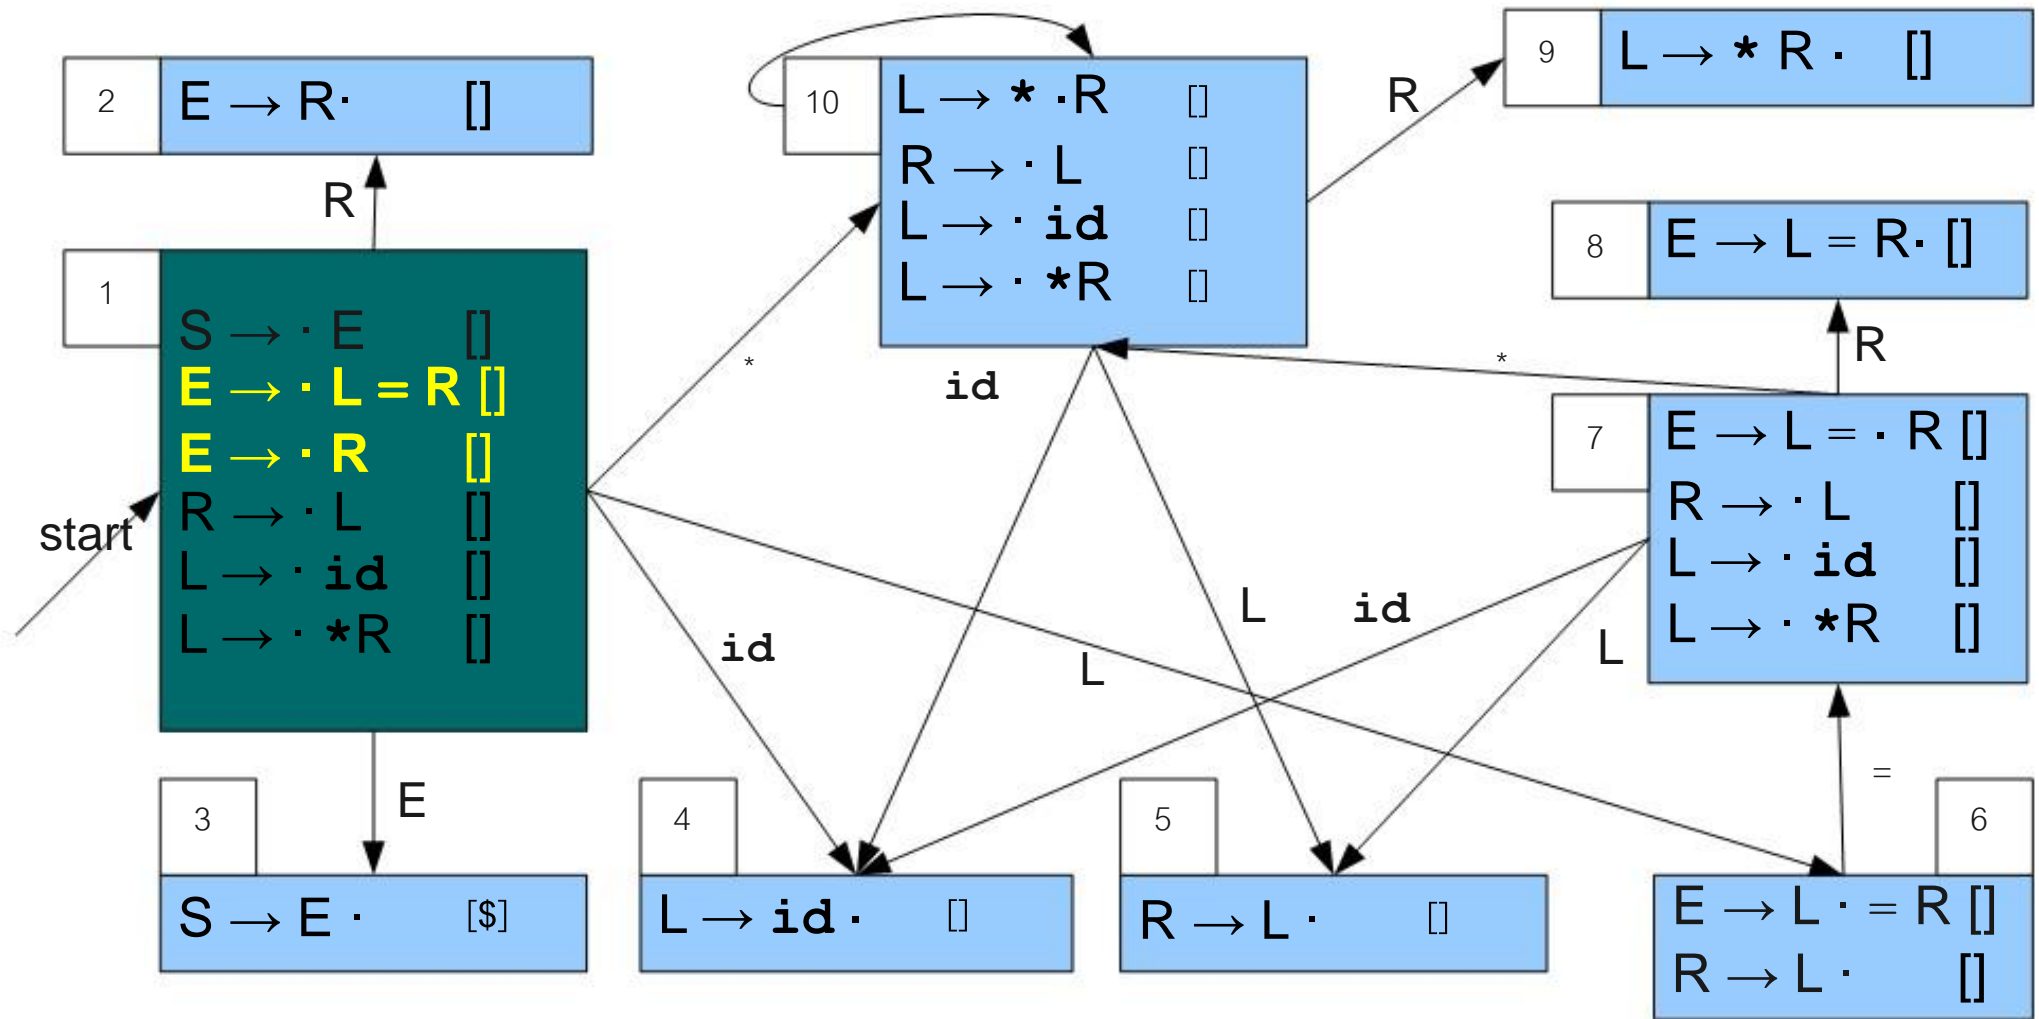 2
E → R· []
R
1
S → · E []
E → · L = R []
E → · R []
R → · L []
L → · id []
L → · *R []
start
E
3
S → E · [$]
10
L → * ·R []
R → · L []
L → · id []
L → · *R []
*
id
id
L
L
R
9
L → * R · []
8
E → L = R· []
R
*
7
E → L = · R []
R → · L []
L → · id []
L → · *R []
id
L
=
4
L → id · []
5
R → L · []
6
E → L · = R []
R → L · []